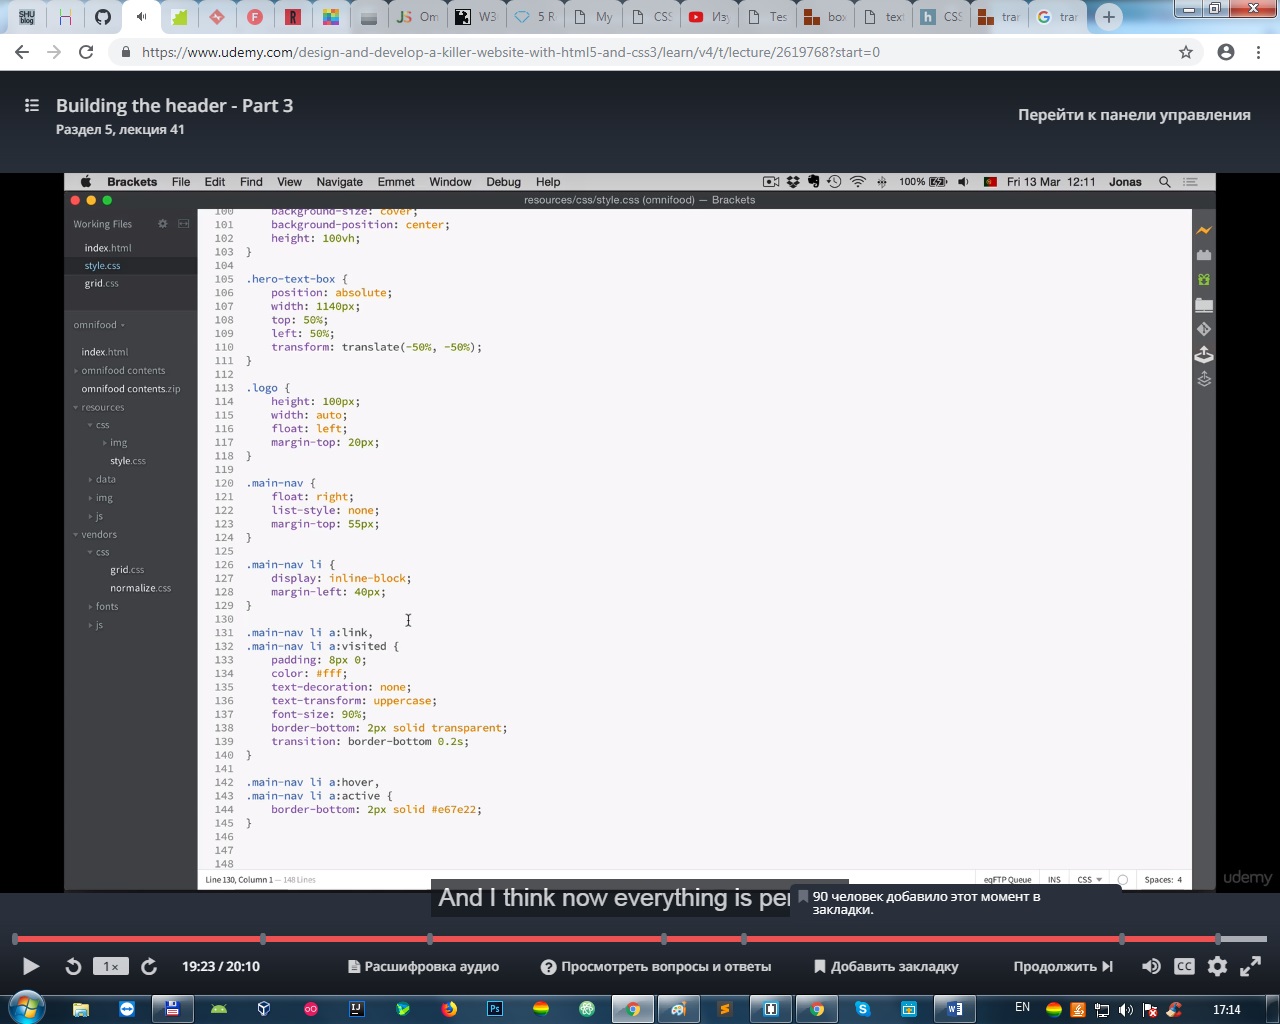 SHU
blog
H
F
R
JS Om
W3
5 R
My
CSS
Изу
Tes
box
text
h CSS
trar
trar
https://www.udemy.com/design-and-develop-a-killer-website-with-html5-and-css3/learn/v4/t/lecture/2619768?start=0
Building the header - Part 3
Раздел 5, лекция 41
Перейти к панели управления
Brackets File Edit Find View Navigate Emmet Window Debug Help
100% Fri 13 Mar 12:11 Jonas
resources/css/style.css (omnifood) — Brackets
Working Files
index.html
style.css
grid.css
omnifood
index.html
omnifood contents
omnifood contents.zip
resources
css
img
style.css
data
img
js
vendors
css
grid.css
normalize.css
fonts
js
100 background-size: cover;
101 background-position: center;
102 height: 100vh;
103 }
104
105 .hero-text-box {
106 position: absolute;
107 width: 1140px;
108 top: 50%;
109 left: 50%;
110 transform: translate(-50%, -50%);
111 }
112
113 .logo {
114 height: 100px;
115 width: auto;
116 float: left;
117 margin-top: 20px;
118 }
119
120 .main-nav {
121 float: right;
122 list-style: none;
123 margin-top: 55px;
124 }
125
126 .main-nav li {
127 display: inline-block;
128 margin-left: 40px;
129 }
130
131 .main-nav li a:link,
132 .main-nav li a:visited {
133 padding: 8px 0;
134 color: #fff;
135 text-decoration: none;
136 text-transform: uppercase;
137 font-size: 90%;
138 border-bottom: 2px solid transparent;
139 transition: border-bottom 0.2s;
140 }
141
142 .main-nav li a:hover,
143 .main-nav li a:active {
144 border-bottom: 2px solid #e67e22;
145 }
146
147
148
Line 130, Column 1 — 148 Lines
eqFTP Queue INS CSS Spaces: 4
udemy
And I think now everything is per
90 человек добавило этот момент в
закладки.
1× 19:23 / 20:10 Расшифровка аудио Просмотреть вопросы и ответы Добавить закладку Продолжить CC
EN 17:14